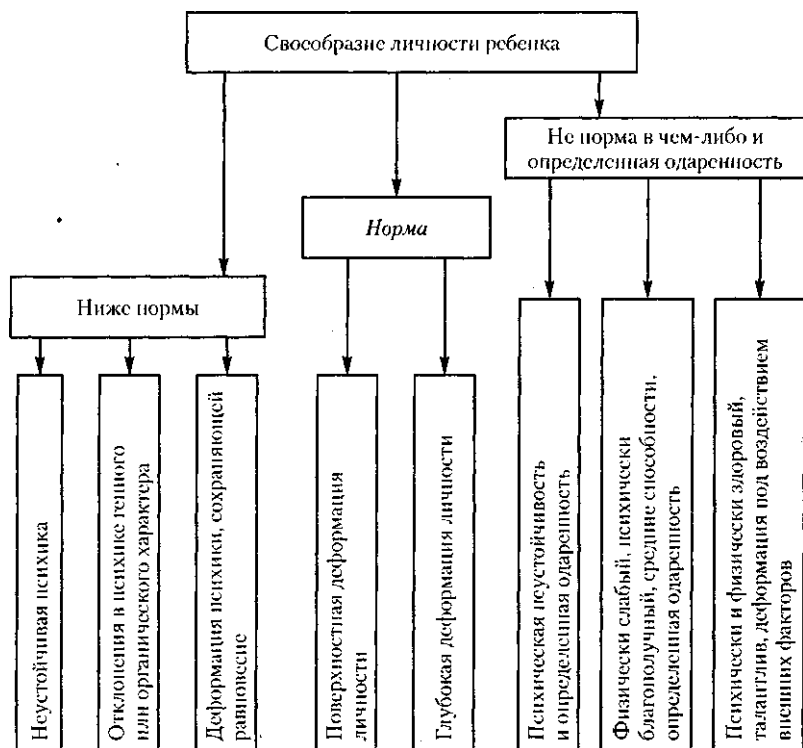 Своеобразие личности ребенка
Не норма в чем-либо и
определенная одаренность
Норма
Ниже нормы
Неустойчивая психика
Отклонения в психике генного
или органического характера
Деформация психики, сохраняющей
равновесие
Поверхностная деформация
личности
Глубокая деформация личности
Психическая неустойчивость
и определенная одаренность
Физически слабый, психически
благополучный, средние способности,
определенная одаренность
Психически и физически здоровый,
талантлив, деформация под воздействием
внешних факторов